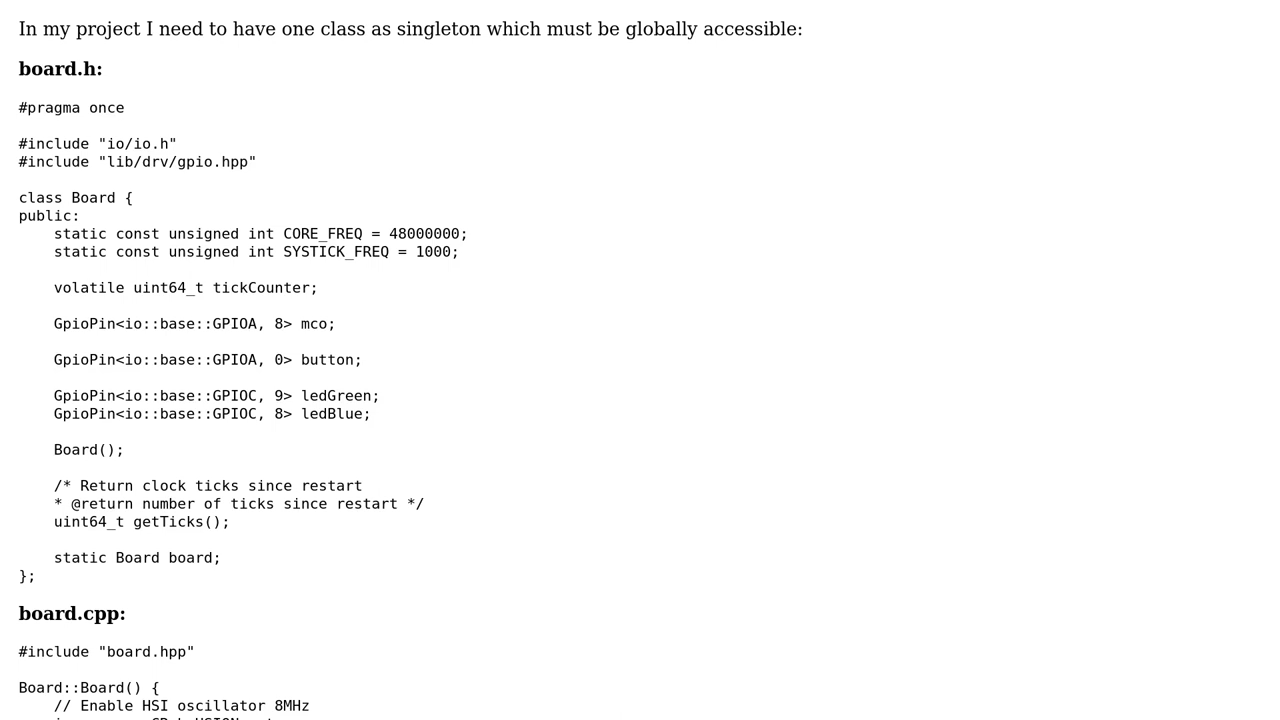 In my project I need to have one class as singleton which must be globally accessible:
board.h:
#pragma once
#include "io/io.h"
#include "lib/drv/gpio.hpp"
class Board {
public:
    static const unsigned int CORE_FREQ = 48000000;
    static const unsigned int SYSTICK_FREQ = 1000;
    volatile uint64_t tickCounter;
    GpioPin<io::base::GPIOA, 8> mco;
    GpioPin<io::base::GPIOA, 0> button;
    GpioPin<io::base::GPIOC, 9> ledGreen;
    GpioPin<io::base::GPIOC, 8> ledBlue;
    Board();
    /* Return clock ticks since restart
    * @return number of ticks since restart */
    uint64_t getTicks();
    static Board board;
};
board.cpp:
#include "board.hpp"
Board::Board() {
    // Enable HSI oscillator 8MHz